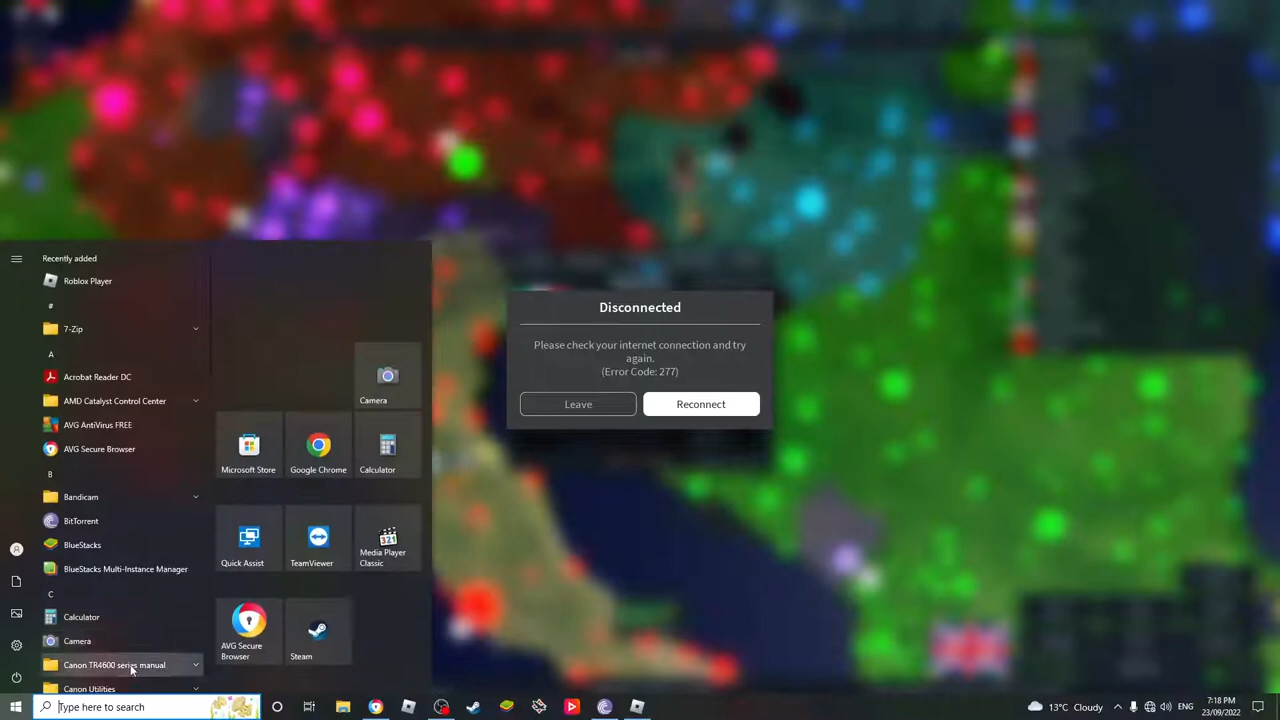 Recently added
Roblox Player
#
7-Zip
A
Acrobat Reader DC
AMD Catalyst Control Center
AVG AntiVirus FREE
AVG Secure Browser
B
Bandicam
BitTorrent
BlueStacks
BlueStacks Multi-Instance Manager
C
Calculator
Camera
Canon TR4600 series manual
Canon Utilities
Camera
Microsoft Store
Google Chrome
Calculator
Quick Assist
TeamViewer
Media Player
Classic
AVG Secure
Browser
Steam
Disconnected
Please check your internet connection and try
again.
(Error Code: 277)
Leave
Reconnect
Type here to search
13°C Cloudy
7:18 PM
23/09/2022